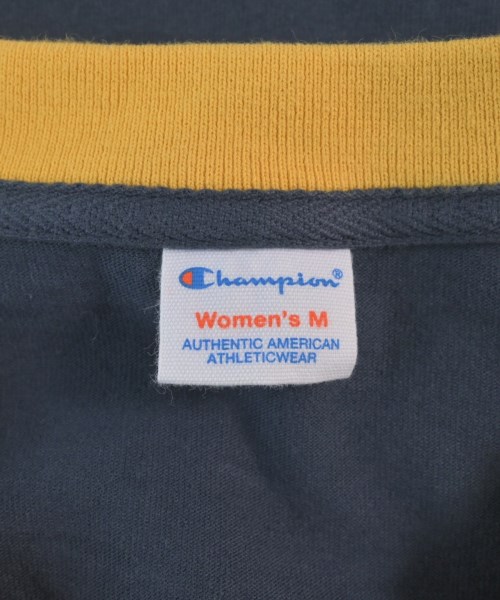 Champion®
Women's M
AUTHENTIC AMERICAN
ATHLETICWEAR